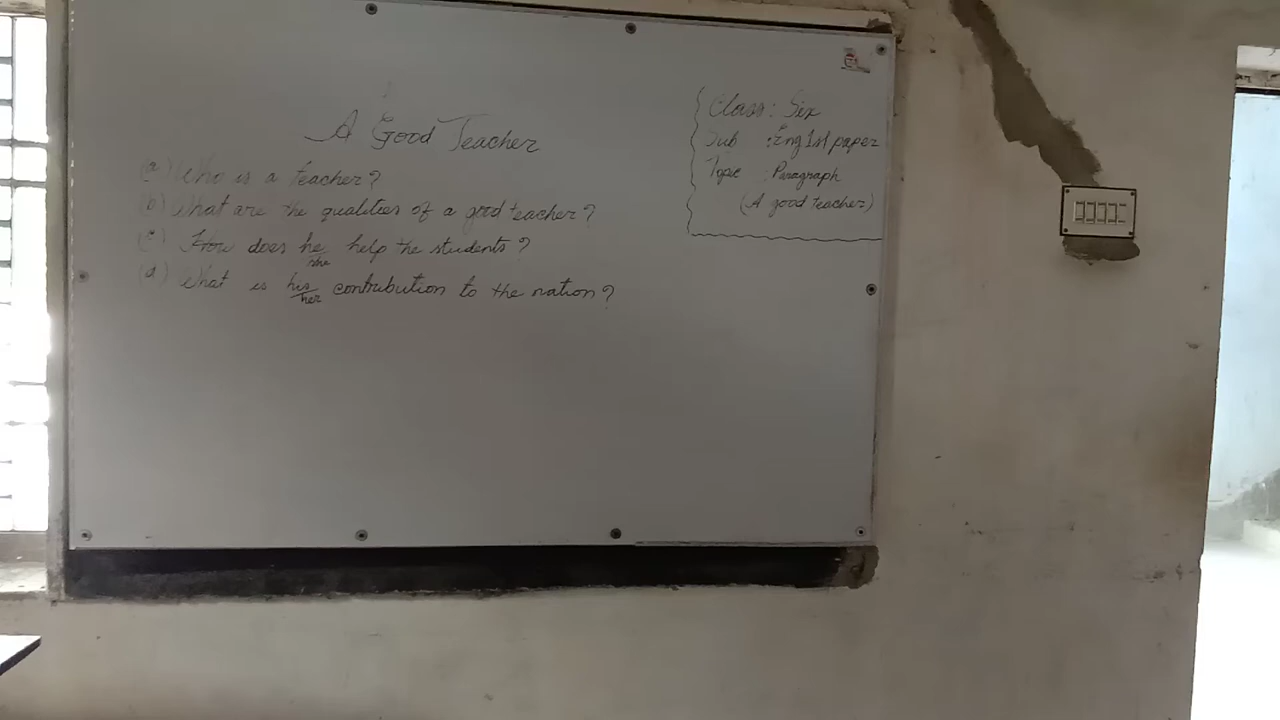 A Good Teacher
(a) Who is a teacher?
(b) What are the qualities of a good teacher?
(c) How does he/she help the students?
(d) What is his/her contribution to the nation?
Class : Six
Sub : Eng 1st paper
Topic : Paragraph
(A good teacher)